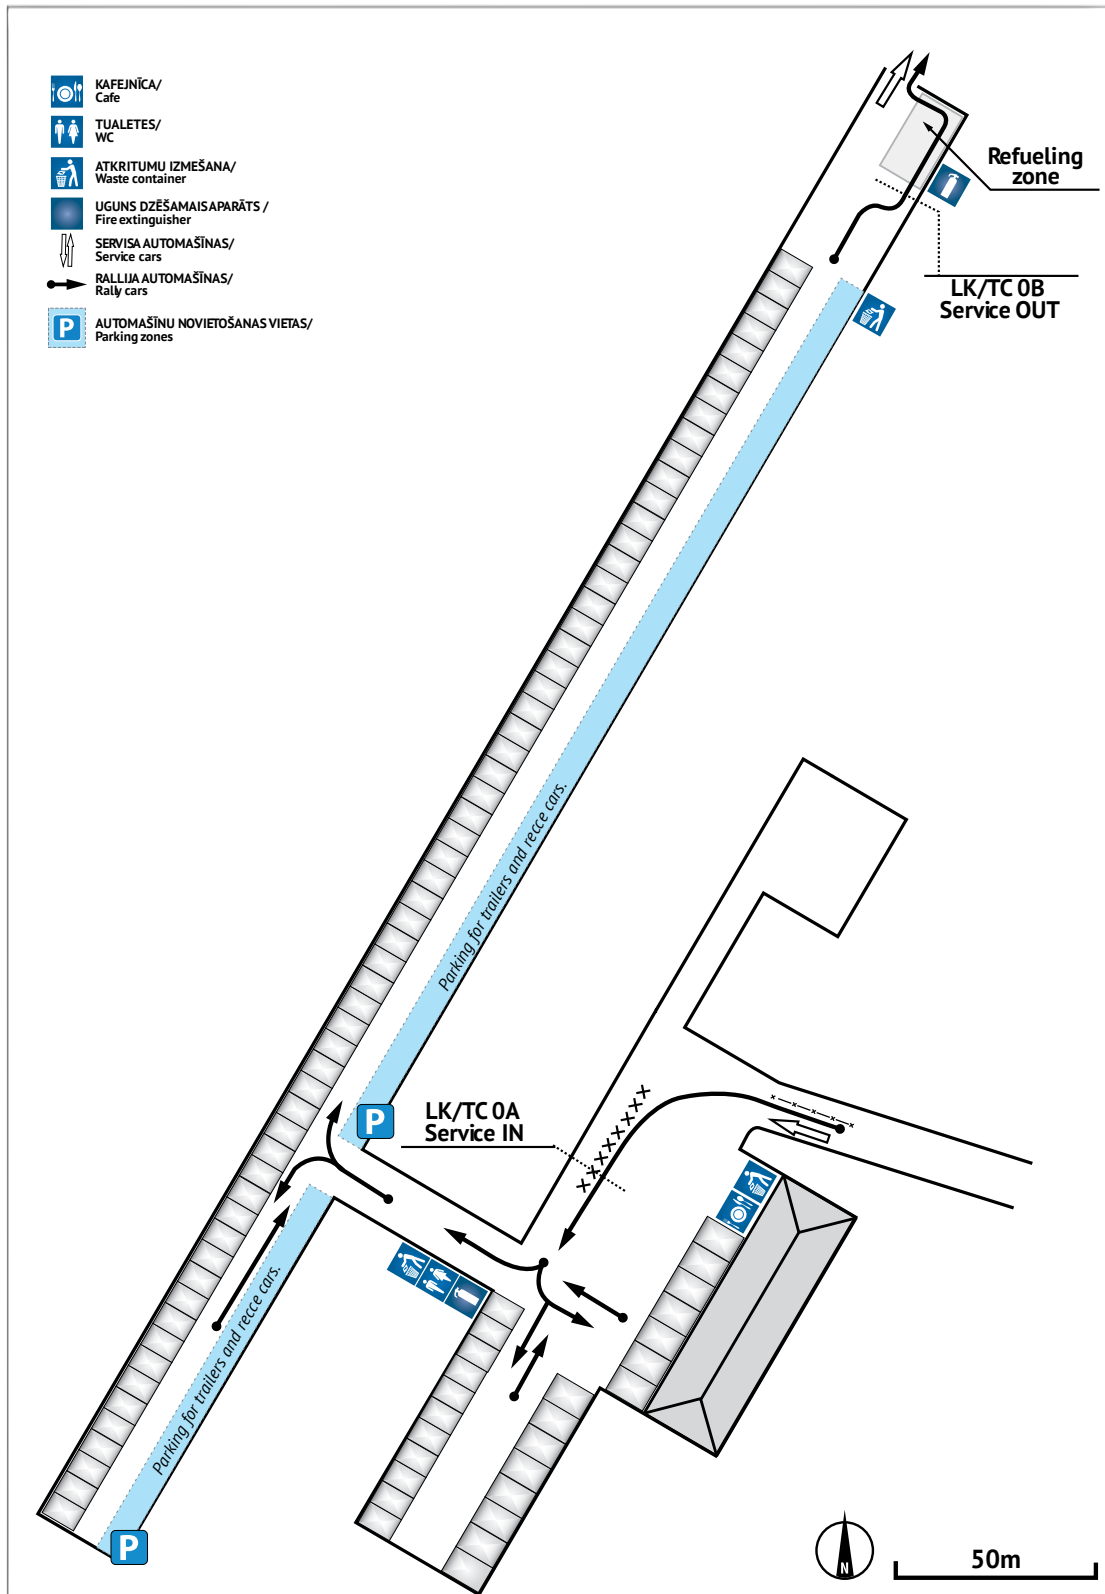 KAFEJNĪCA/
Cafe
TUALETES/
WC
ATKRITUMU IZMEŠANA/
Waste container
UGUNS DZĒŠAMAIS APARĀTS /
Fire extinguisher
SERVISA AUTOMAŠĪNAS/
Service cars
RALLIJA AUTOMAŠĪNAS/
Rally cars
P
AUTOMAŠĪNU NOVIETOŠANAS VIETAS/
Parking zones
Refueling
zone
LK/TC 0B
Service OUT
Parking for trailers and recce cars.
P
LK/TC 0A
Service IN
Parking for trailers and recce cars.
P
N
50m